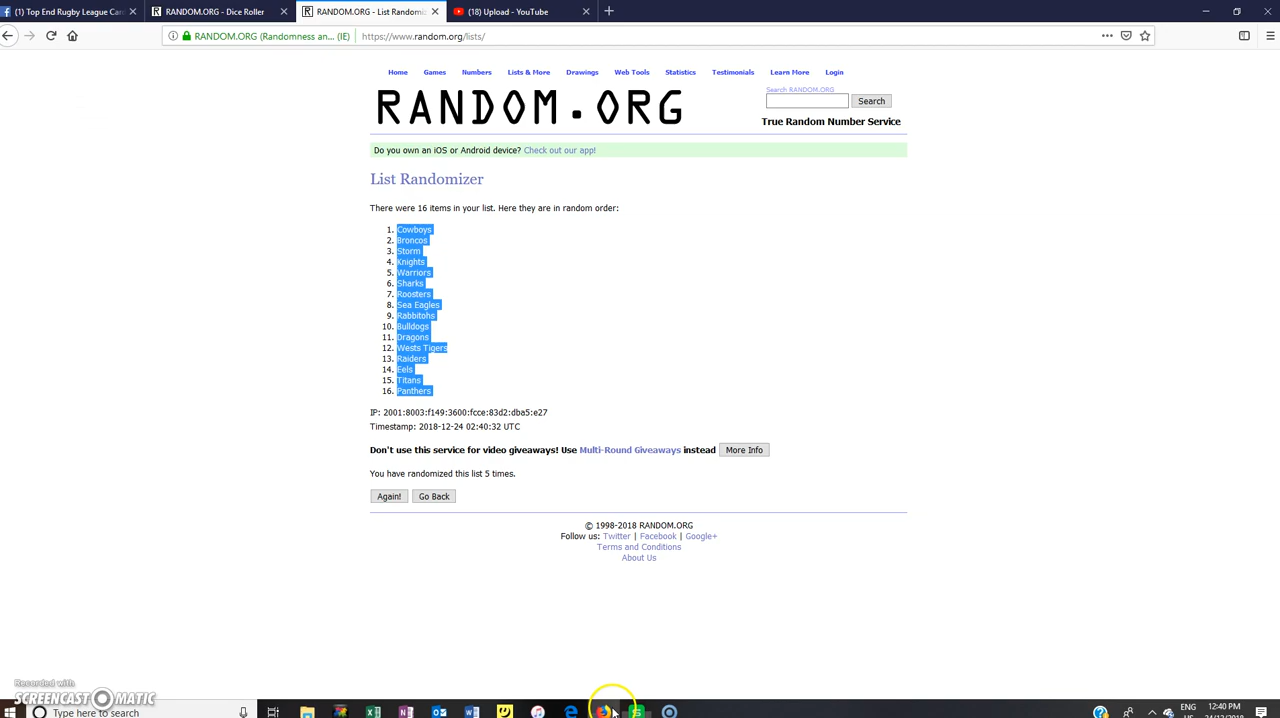 (1) Top End Rugby League Car
RANDOM.ORG - Dice Roller
RANDOM.ORG - List Randomiz
(18) Upload - YouTube
RANDOM.ORG (Randomness an... (IE)
https://www.random.org/lists/
Home Games Numbers Lists & More Drawings Web Tools Statistics Testimonials Learn More Login
RANDOM.ORG
Search RANDOM.ORG
Search
True Random Number Service
Do you own an iOS or Android device? Check out our app!
List Randomizer
There were 16 items in your list. Here they are in random order:
1. Cowboys
2. Broncos
3. Storm
4. Knights
5. Warriors
6. Sharks
7. Roosters
8. Sea Eagles
9. Rabbitohs
10. Bulldogs
11. Dragons
12. Wests Tigers
13. Raiders
14. Eels
15. Titans
16. Panthers
IP: 2001:8003:f149:3600:fcce:83d2:dba5:e27
Timestamp: 2018-12-24 02:40:32 UTC
Don't use this service for video giveaways! Use Multi-Round Giveaways instead More Info
You have randomized this list 5 times.
Again! Go Back
© 1998-2018 RANDOM.ORG
Follow us: Twitter | Facebook | Google+
Terms and Conditions
About Us
Recorded with
SCREENCAST MATIC
Type here to search
ENG
12:40 PM